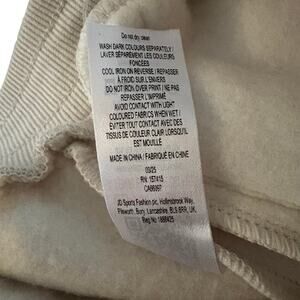 Do not dry clean
WASH DARK COLOURS SEPARATELY /
LAVER SÉPARÉMENT LES COULEURS
FONCÉES
COOL IRON ON REVERSE / REPASSER
À FROID SUR L'ENVERS
DO NOT IRON OVER PRINT / NE PAS
REPASSER L'IMPRIMÉ
AVOID CONTACT WITH LIGHT
COLOURED FABRICS WHEN WET /
ÉVITER TOUT CONTACT AVEC DES
TISSUS DE COULEUR CLAIR LORSQU'IL
EST MOUILLÉ
MADE IN CHINA / FABRIQUÉ EN CHINE
03/25
RN: 157415
CA66997
JD Sports Fashion plc, Hollinsbrook Way,
Pilsworth, Bury, Lancashire, BL9 8RR, UK,
Reg No 1888425